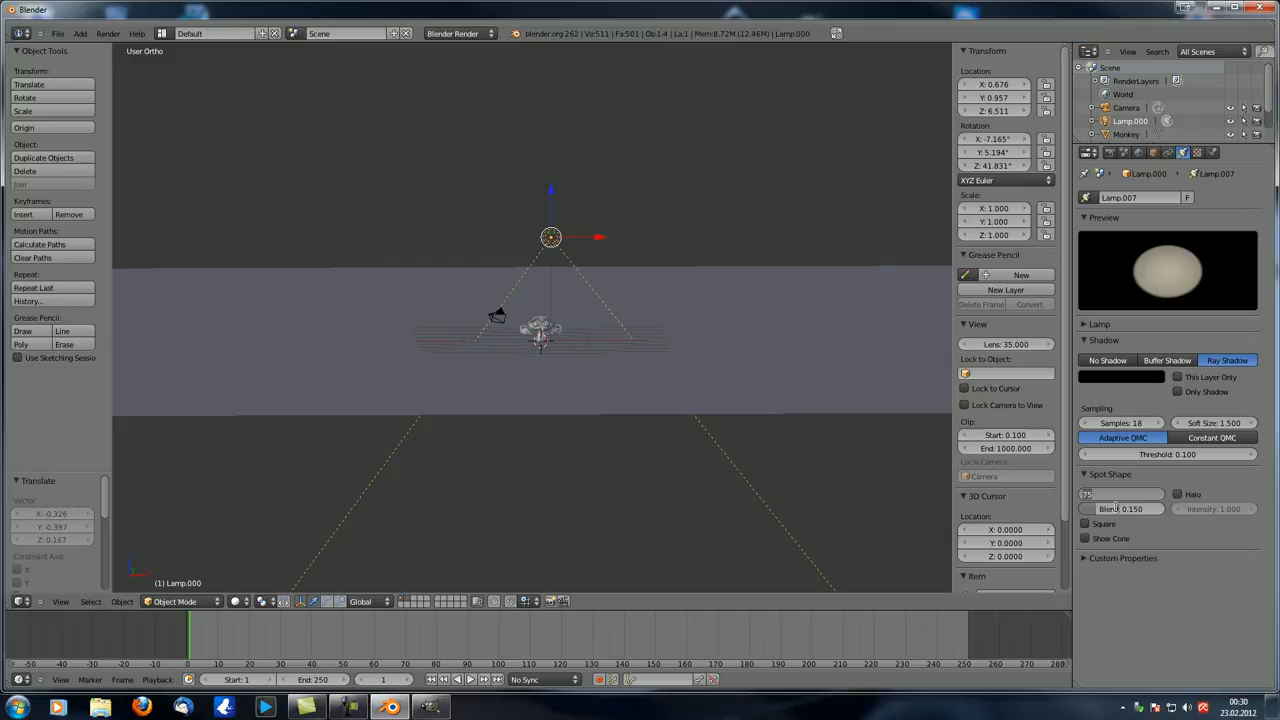 Blender
File Add Render Help
Default
Scene
Blender Render
blender.org 262 | Ve:511 | Fa:501 | Ob:1-4 | La:1 | Mem:8.72M (12.46M) | Lamp.000
Object Tools
Transform:
Translate
Rotate
Scale
Origin
Object:
Duplicate Objects
Delete
Join
Keyframes:
Insert Remove
Motion Paths:
Calculate Paths
Clear Paths
Repeat:
Repeat Last
History...
Grease Pencil:
Draw Line
Poly Erase
Use Sketching Sessio
Translate
Vector
X: -0.326
Y: -0.397
Z: 0.167
Constraint Axis
X
Y
User Ortho
(1) Lamp.000
View Select Object
Object Mode
Global
Transform
Location:
X: 0.676
Y: 0.957
Z: 6.511
Rotation:
X: -7.165°
Y: 5.194°
Z: 41.831°
XYZ Euler
Scale:
X: 1.000
Y: 1.000
Z: 1.000
Grease Pencil
New
New Layer
Delete Frame Convert
View
Lens: 35.000
Lock to Object:
Lock to Cursor
Lock Camera to View
Clip:
Start: 0.100
End: 1000.000
Local Camera
Camera
3D Cursor
Location:
X: 0.0000
Y: 0.0000
Z: 0.0000
Item
View Search All Scenes
Scene
RenderLayers
World
Camera
Lamp.000
Monkey
Lamp.000 Lamp.007
Lamp.007 F
Preview
Lamp
Shadow
No Shadow Buffer Shadow Ray Shadow
This Layer Only
Only Shadow
Sampling:
Samples: 18 Soft Size: 1.500
Adaptive QMC Constant QMC
Threshold: 0.100
Spot Shape
75 Halo
Blend: 0.150 Intensity: 1.000
Square
Show Cone
Custom Properties
-50 -40 -30 -20 -10 0 10 20 30 40 50 60 70 80 90 100 110 120 130 140 150 160 170 180 190 200 210 220 230 240 250 260 270 280
View Marker Frame Playback
Start: 1 End: 250 1
No Sync
00:30
23.02.2012